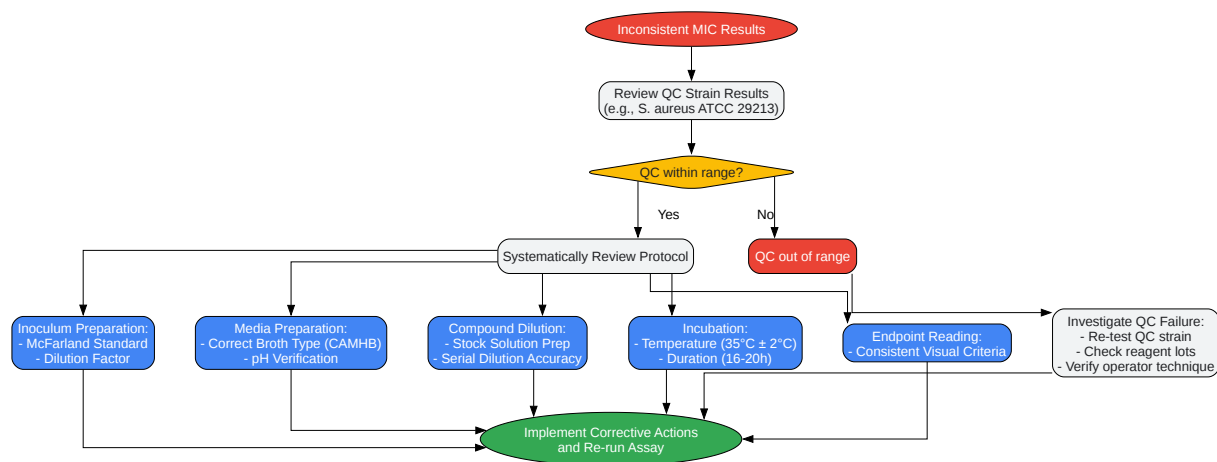 Inconsistent MIC Results
Review QC Strain Results
(e.g., S. aureus ATCC 29213)
QC within range?
Yes
No
Systematically Review Protocol
QC out of range
Inoculum Preparation:
- McFarland Standard
- Dilution Factor
Media Preparation:
- Correct Broth Type (CAMHB)
- pH Verification
Compound Dilution:
- Stock Solution Prep
- Serial Dilution Accuracy
Incubation:
- Temperature (35°C ± 2°C)
- Duration (16-20h)
Endpoint Reading:
- Consistent Visual Criteria
Investigate QC Failure:
- Re-test QC strain
- Check reagent lots
- Verify operator technique
Implement Corrective Actions
and Re-run Assay